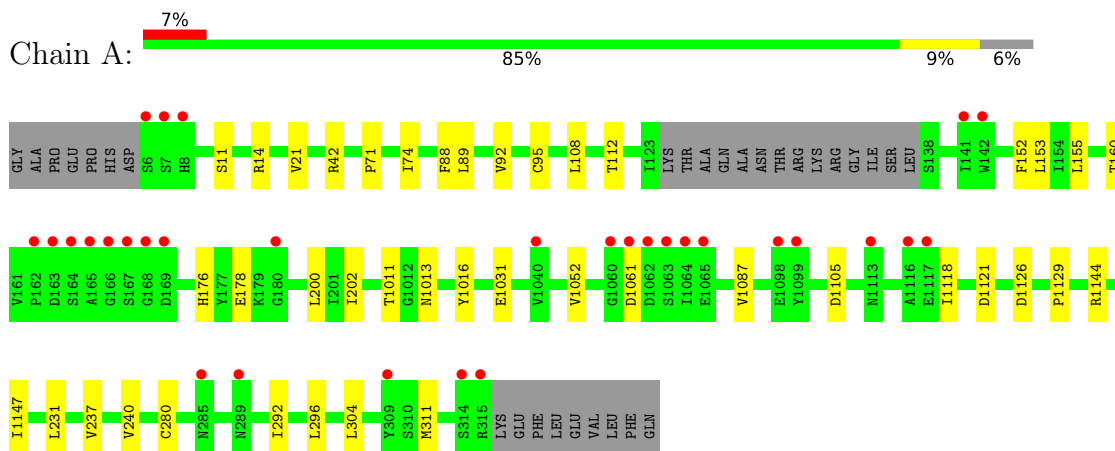 7%
Chain A:
85% 9% 6%
GLY ALA PRO GLU PRO HIS ASP S6 S7 H8 S11 R14 V21 R42 P71 I74 F88 L89 V92 C95 L108 T112 I123 LYS THR ALA GLN ALA ASN THR ARG LYS ARG GLY ILE SER LEU S138 I141 W142 F152 L153 I154 L155 T160
V161 P162 D163 S164 A165 G166 S167 G168 D169 H176 Y177 E178 K179 G180 L200 I201 I202 T1011 G1012 N1013 Y1016 E1031 V1040 V1052 G1060 D1061 D1062 S1063 I1064 E1065 V1087 E1098 Y1099 D1105 N1113 A1116 E1117 I1118 D1121 D1126 P1129 R1144
I1147 L231 V237 V240 C280 N285 N289 I292 L296 L304 Y309 S310 M311 S314 R315 LYS GLU PHE LEU GLU VAL LEU PHE GLN